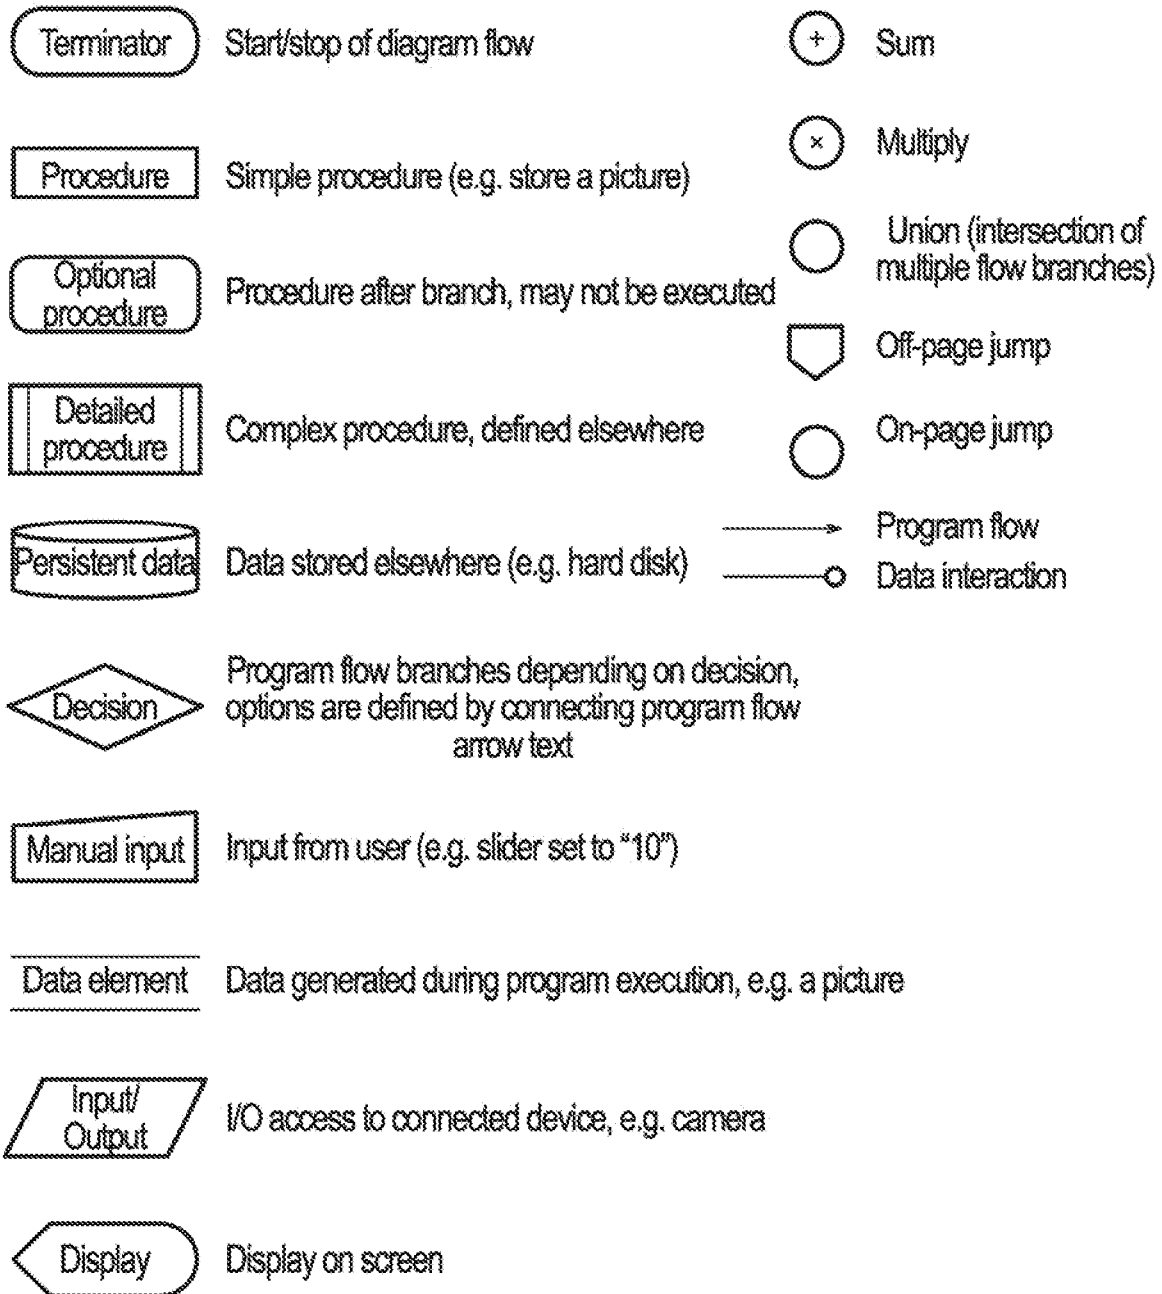 Terminator
Start/stop of diagram flow
Procedure
Simple procedure (e.g. store a picture)
Optional
procedure
Procedure after branch, may not be executed
Detailed
procedure
Complex procedure, defined elsewhere
Persistent data
Data stored elsewhere (e.g. hard disk)
Decision
Program flow branches depending on decision,
options are defined by connecting program flow
arrow text
Manual input
Input from user (e.g. slider set to “10”)
Data element
Data generated during program execution, e.g. a picture
Input/
Output
I/O access to connected device, e.g. camera
Display
Display on screen
+
Sum
×
Multiply
Union (intersection of
multiple flow branches)
Off-page jump
On-page jump
Program flow
Data interaction